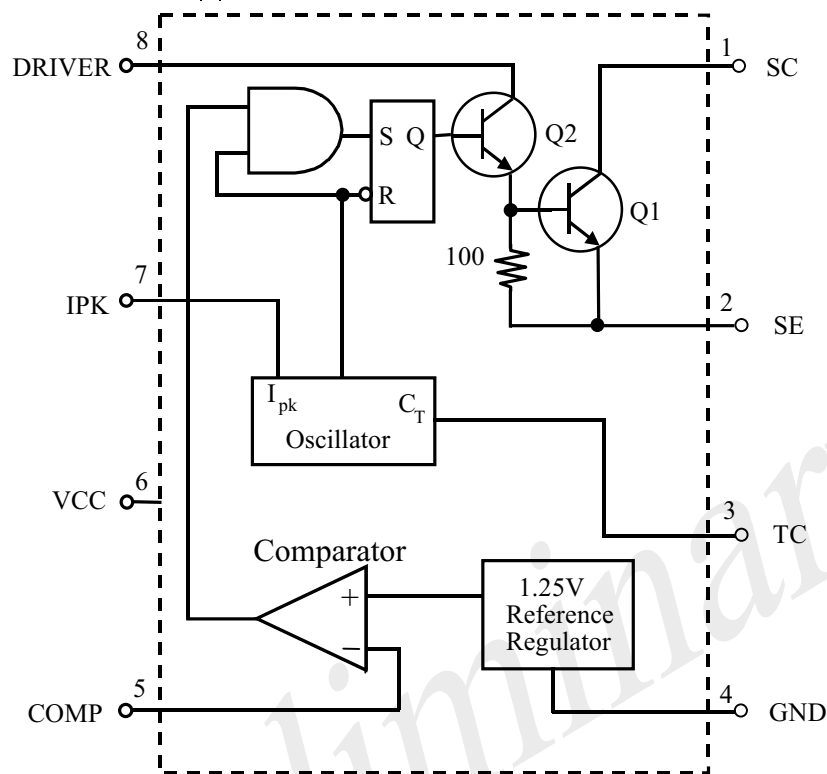 8
DRIVER
1
SC
S Q
Q2
R
Q1
100
7
IPK
2
SE
Ipk
CT
Oscillator
6
VCC
3
TC
Comparator
+
−
1.25V
Reference
Regulator
5
COMP
4
GND